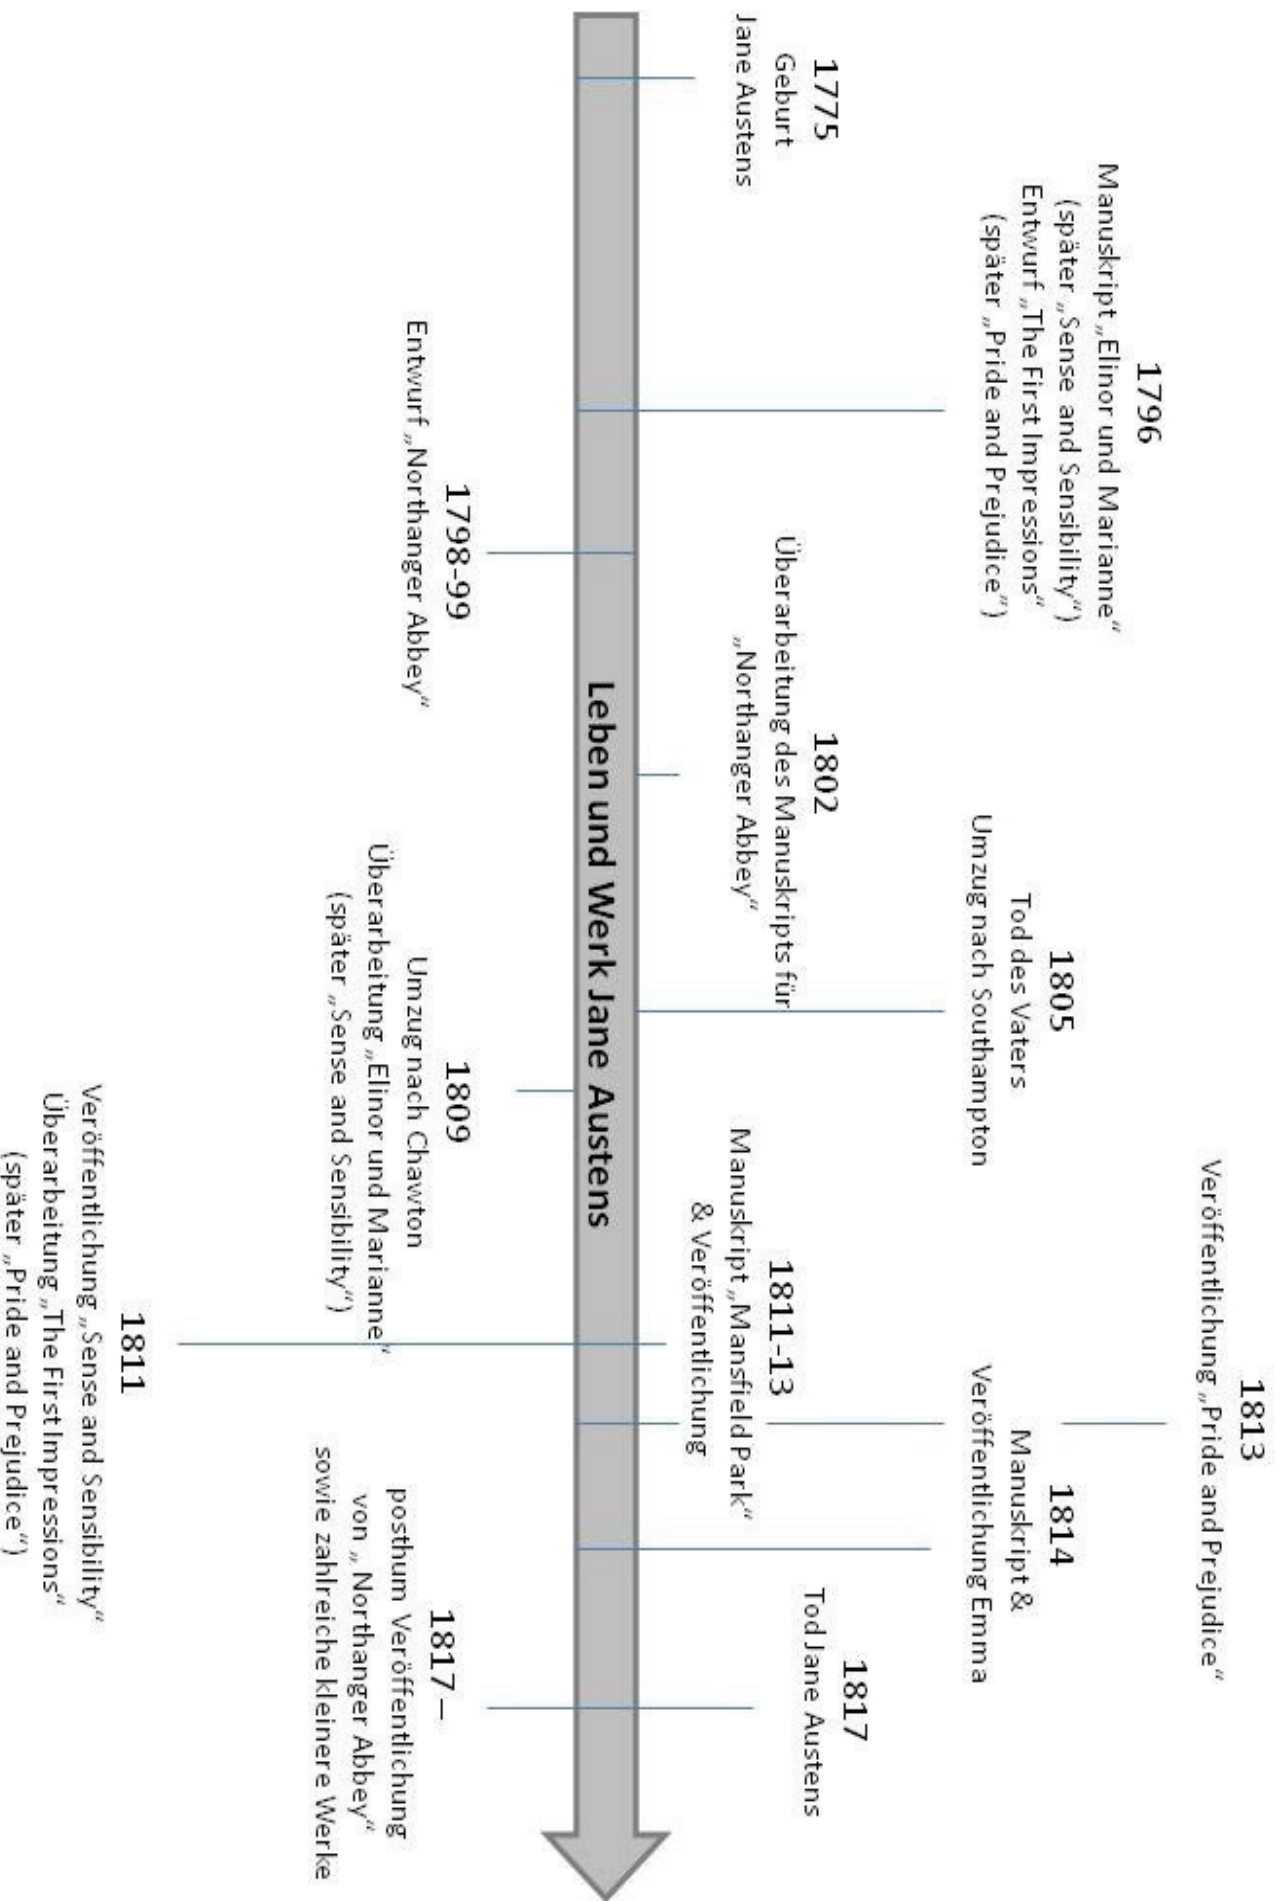 1775
Geburt
Jane Austens
1796
Manuskript „Elinor und Marianne“
(später „Sense and Sensibility“)
Entwurf „The First Impressions“
(später „Pride and Prejudice“)
1798-99
Entwurf „Northanger Abbey“
1802
Überarbeitung des Manuskripts für
„Northanger Abbey“
1805
Tod des Vaters
Umzug nach Southampton
Leben und Werk Jane Austens
1809
Umzug nach Chawton
Überarbeitung „Elinor und Marianne“
(später „Sense and Sensibility“)
1811
Veröffentlichung „Sense and Sensibility“
Überarbeitung „The First Impressions“
(später „Pride and Prejudice“)
1811-13
Manuskript „Mansfield Park“
& Veröffentlichung
1813
Veröffentlichung „Pride and Prejudice“
1814
Manuskript &
Veröffentlichung Emma
1817
Tod Jane Austens
1817—
posthum Veröffentlichung
von „ Northanger Abbey“
sowie zahlreiche kleinere Werke